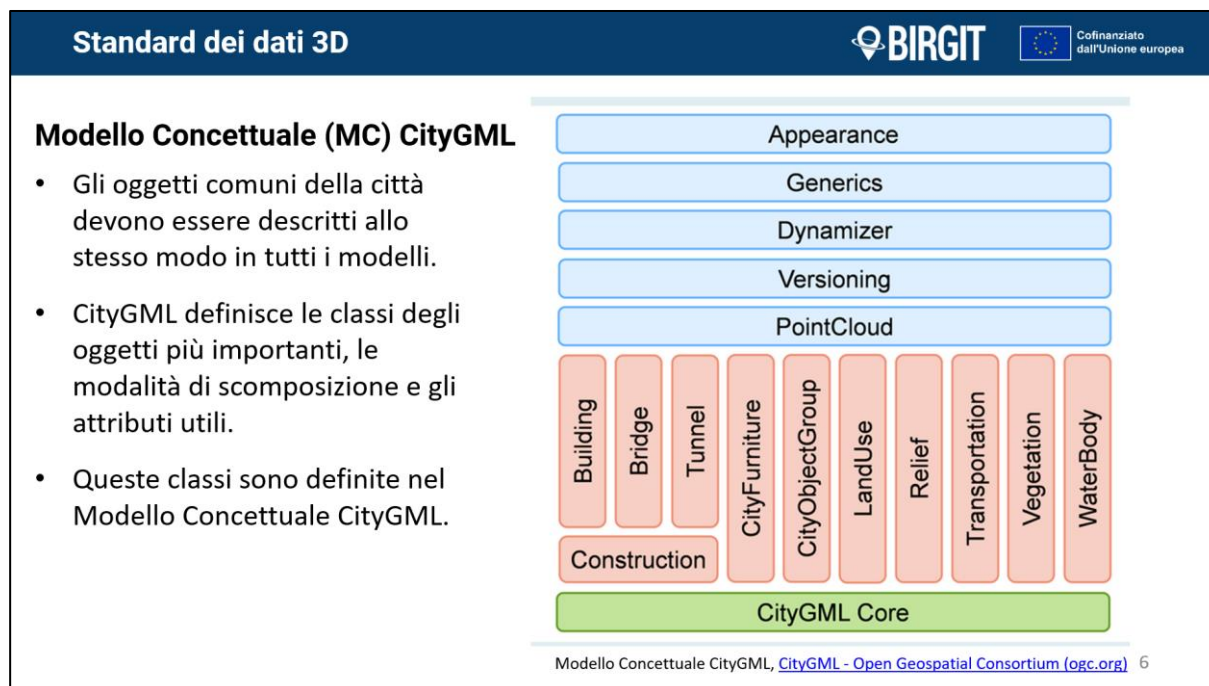 Standard dei dati 3D
BIRGIT
Cofinanziato
dall'Unione europea
Modello Concettuale (MC) CityGML
• Gli oggetti comuni della città
devono essere descritti allo
stesso modo in tutti i modelli.
• CityGML definisce le classi degli
oggetti più importanti, le
modalità di scomposizione e gli
attributi utili.
• Queste classi sono definite nel
Modello Concettuale CityGML.
Appearance
Generics
Dynamizer
Versioning
PointCloud
Building
Bridge
Tunnel
CityFurniture
CityObjectGroup
LandUse
Relief
Transportation
Vegetation
WaterBody
Construction
CityGML Core
Modello Concettuale CityGML, CityGML - Open Geospatial Consortium (ogc.org) 6